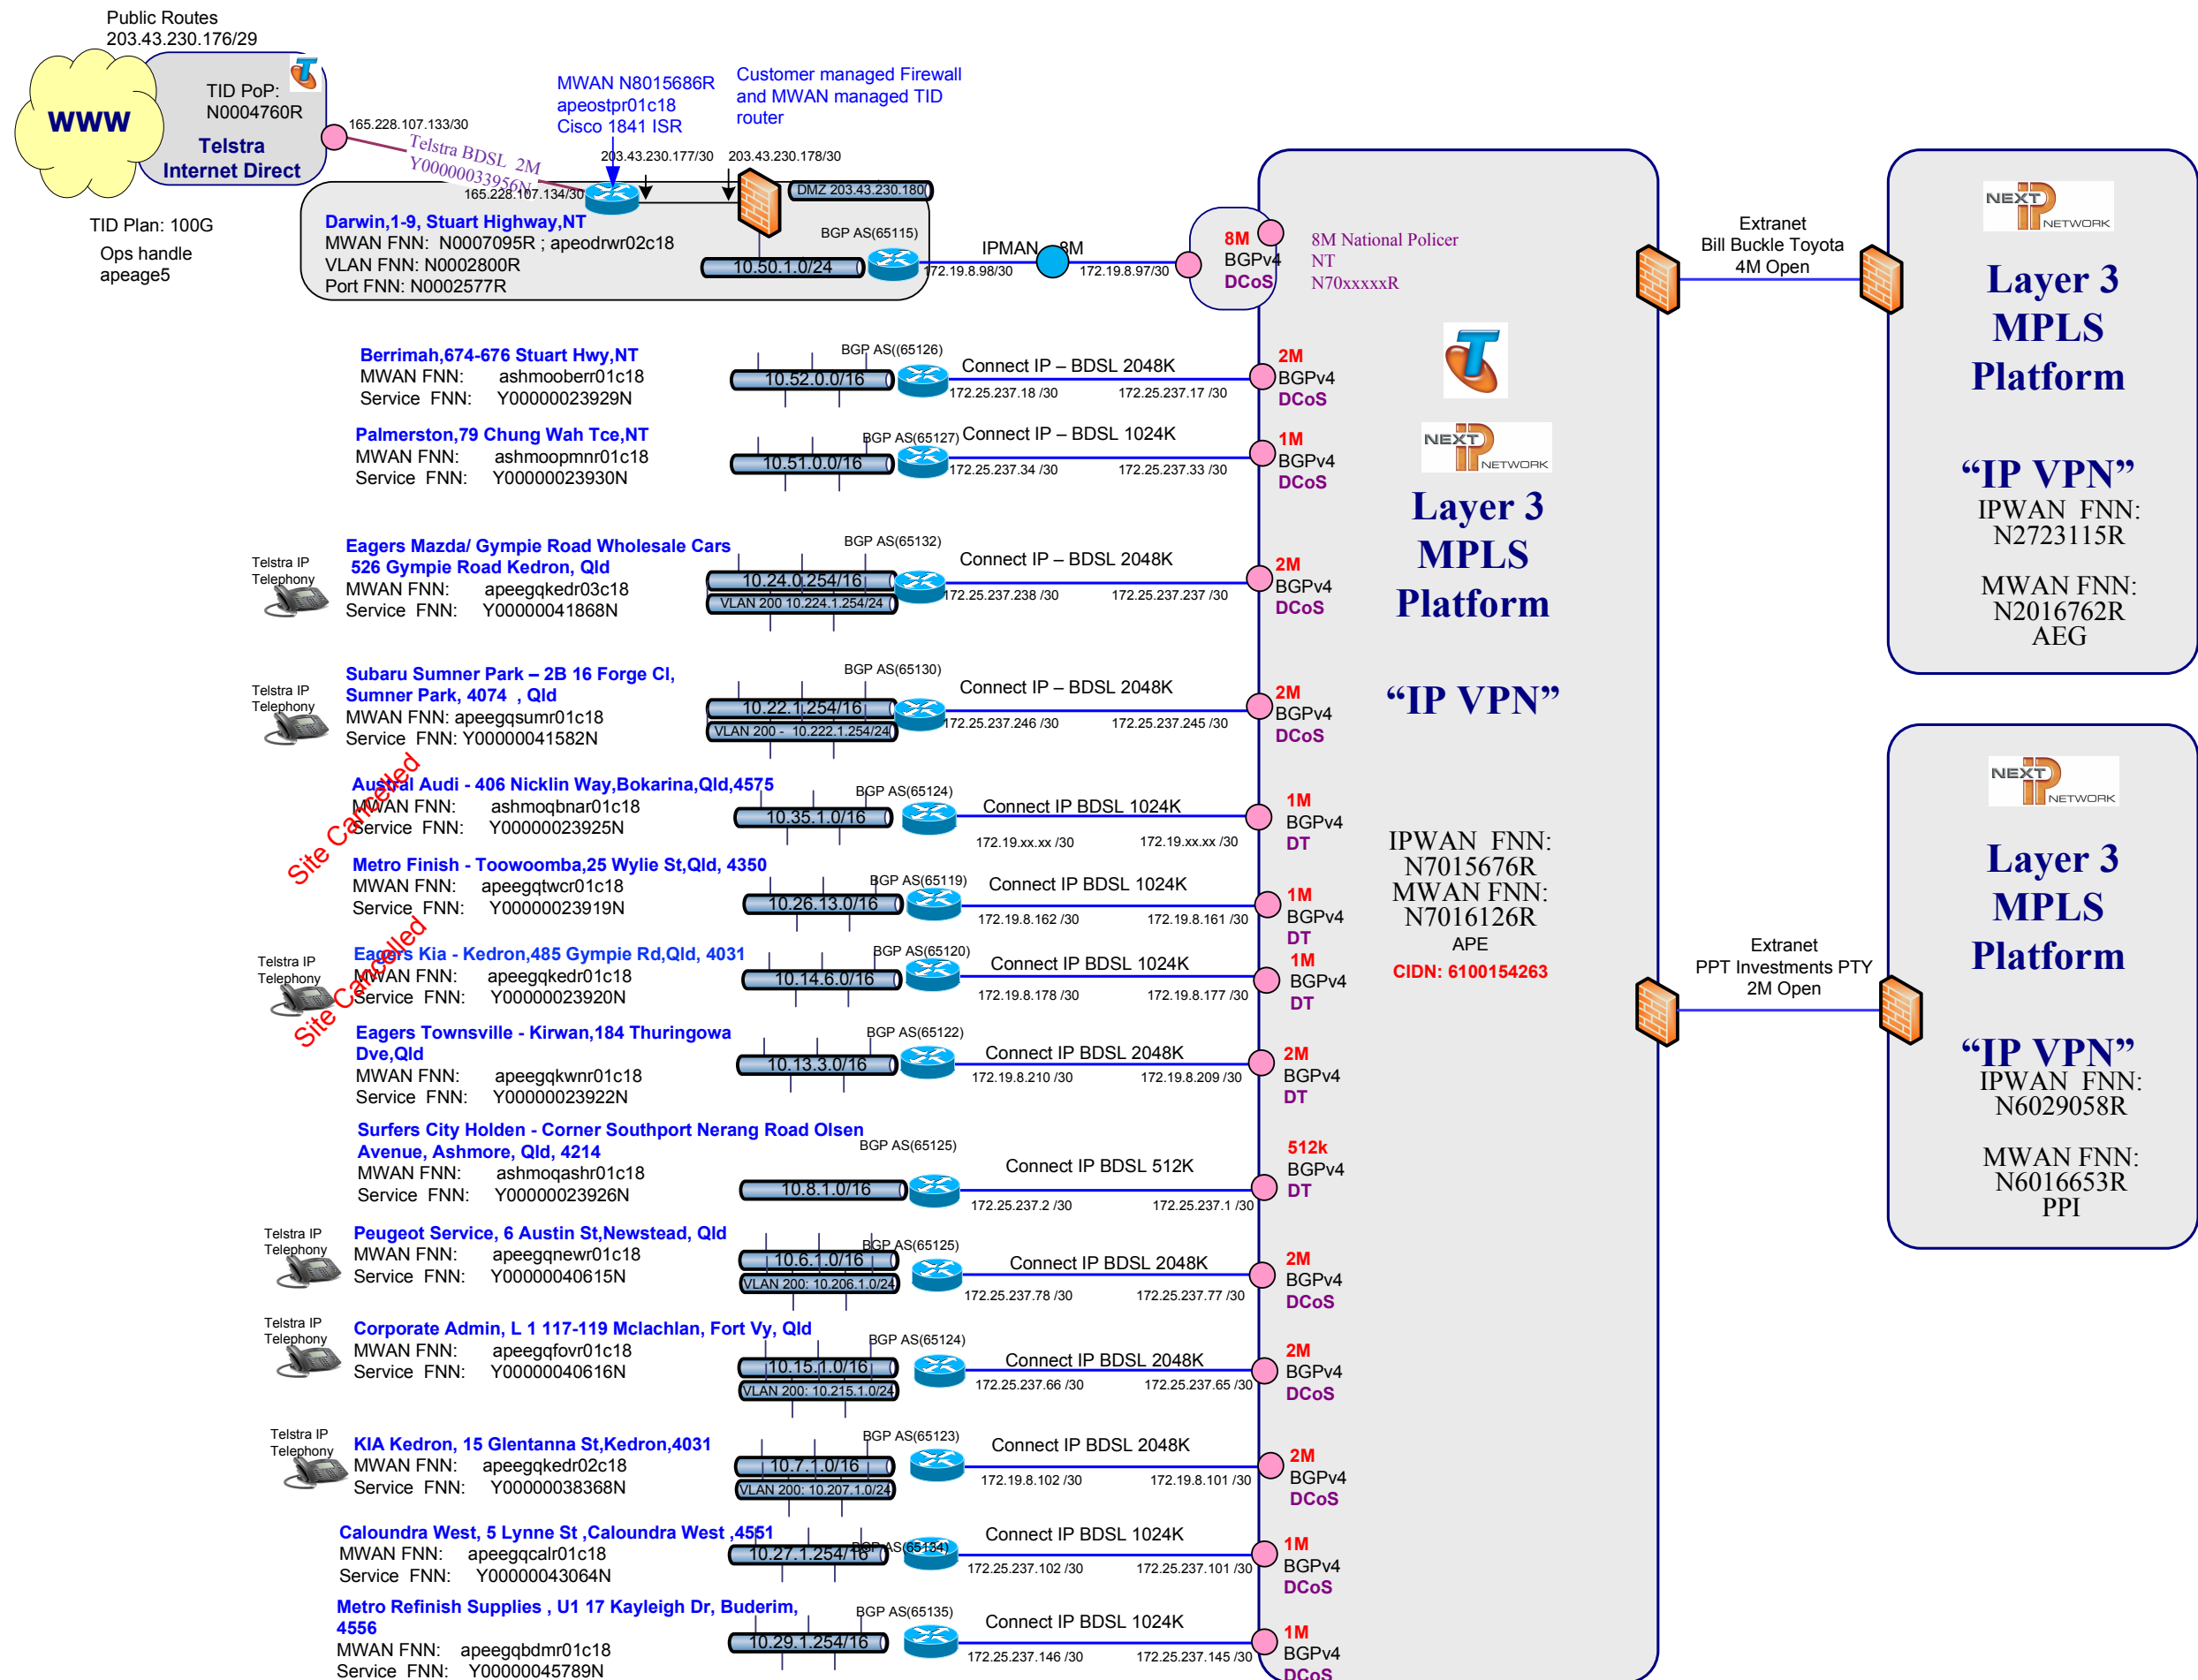 Public Routes
203.43.230.176/29
WWW
TID PoP:
N0004760R
Telstra
Internet Direct
165.228.107.133/30
Telstra BDSL 2M
Y00000033956N
165.228.107.134/30
MWAN N8015686R
apeostpr01c18
Cisco 1841 ISR
Customer managed Firewall
and MWAN managed TID
router
203.43.230.177/30
203.43.230.178/30
DMZ 203.43.230.180
TID Plan: 100G
Ops handle
apeage5
Darwin,1-9, Stuart Highway,NT
MWAN FNN: N0007095R ; apeodrwr02c18
VLAN FNN: N0002800R
Port FNN: N0002577R
10.50.1.0/24
BGP AS(65115)
IPMAN 8M
172.19.8.98/30
172.19.8.97/30
8M
BGPv4
DCoS
8M National Policer
NT
N70xxxxxR
Berrimah,674-676 Stuart Hwy,NT
MWAN FNN: ashmooberr01c18
Service FNN: Y00000023929N
10.52.0.0/16
BGP AS((65126)
Connect IP – BDSL 2048K
172.25.237.18 /30
172.25.237.17 /30
2M
BGPv4
DCoS
Palmerston,79 Chung Wah Tce,NT
MWAN FNN: ashmoopmnr01c18
Service FNN: Y00000023930N
10.51.0.0/16
BGP AS(65127)
Connect IP – BDSL 1024K
172.25.237.34 /30
172.25.237.33 /30
1M
BGPv4
DCoS
Telstra IP
Telephony
Eagers Mazda/ Gympie Road Wholesale Cars
526 Gympie Road Kedron, Qld
MWAN FNN: apeegqkedr03c18
Service FNN: Y00000041868N
10.24.0.254/16
VLAN 200 10.224.1.254/24
BGP AS(65132)
Connect IP – BDSL 2048K
172.25.237.238 /30
172.25.237.237 /30
2M
BGPv4
DCoS
Telstra IP
Telephony
Subaru Sumner Park – 2B 16 Forge Cl,
Sumner Park, 4074 , Qld
MWAN FNN: apeegqsumr01c18
Service FNN: Y00000041582N
10.22.1.254/16
VLAN 200 - 10.222.1.254/24
BGP AS(65130)
Connect IP – BDSL 2048K
172.25.237.246 /30
172.25.237.245 /30
2M
BGPv4
DCoS
Site Cancelled
Austral Audi - 406 Nicklin Way,Bokarina,Qld,4575
MWAN FNN: ashmoqbnar01c18
Service FNN: Y00000023925N
10.35.1.0/16
BGP AS(65124)
Connect IP BDSL 1024K
172.19.xx.xx /30
172.19.xx.xx /30
1M
BGPv4
DT
Metro Finish - Toowoomba,25 Wylie St,Qld, 4350
MWAN FNN: apeegqtwcr01c18
Service FNN: Y00000023919N
10.26.13.0/16
BGP AS(65119)
Connect IP BDSL 1024K
172.19.8.162 /30
172.19.8.161 /30
1M
BGPv4
DT
Telstra IP
Telephony
Site Cancelled
Eagers Kia - Kedron,485 Gympie Rd,Qld, 4031
MWAN FNN: apeegqkedr01c18
Service FNN: Y00000023920N
10.14.6.0/16
BGP AS(65120)
Connect IP BDSL 1024K
172.19.8.178 /30
172.19.8.177 /30
1M
BGPv4
DT
Eagers Townsville - Kirwan,184 Thuringowa
Dve,Qld
MWAN FNN: apeegqkwnr01c18
Service FNN: Y00000023922N
10.13.3.0/16
BGP AS(65122)
Connect IP BDSL 2048K
172.19.8.210 /30
172.19.8.209 /30
2M
BGPv4
DT
Surfers City Holden - Corner Southport Nerang Road Olsen
Avenue, Ashmore, Qld, 4214
MWAN FNN: ashmoqashr01c18
Service FNN: Y00000023926N
10.8.1.0/16
BGP AS(65125)
Connect IP BDSL 512K
172.25.237.2 /30
172.25.237.1 /30
512k
BGPv4
DT
Telstra IP
Telephony
Peugeot Service, 6 Austin St,Newstead, Qld
MWAN FNN: apeegqnewr01c18
Service FNN: Y00000040615N
10.6.1.0/16
VLAN 200: 10.206.1.0/24
BGP AS(65125)
Connect IP BDSL 2048K
172.25.237.78 /30
172.25.237.77 /30
2M
BGPv4
DCoS
Telstra IP
Telephony
Corporate Admin, L 1 117-119 Mclachlan, Fort Vy, Qld
MWAN FNN: apeegqfovr01c18
Service FNN: Y00000040616N
10.15.1.0/16
VLAN 200: 10.215.1.0/24
BGP AS(65124)
Connect IP BDSL 2048K
172.25.237.66 /30
172.25.237.65 /30
2M
BGPv4
DCoS
Telstra IP
Telephony
KIA Kedron, 15 Glentanna St,Kedron,4031
MWAN FNN: apeegqkedr02c18
Service FNN: Y00000038368N
10.7.1.0/16
VLAN 200: 10.207.1.0/24
BGP AS(65123)
Connect IP BDSL 2048K
172.19.8.102 /30
172.19.8.101 /30
2M
BGPv4
DCoS
Caloundra West, 5 Lynne St ,Caloundra West ,4551
MWAN FNN: apeegqcalr01c18
Service FNN: Y00000043064N
10.27.1.254/16
BGP AS(65134)
Connect IP BDSL 1024K
172.25.237.102 /30
172.25.237.101 /30
1M
BGPv4
DCoS
Metro Refinish Supplies , U1 17 Kayleigh Dr, Buderim,
4556
MWAN FNN: apeegqbdmr01c18
Service FNN: Y00000045789N
10.29.1.254/16
BGP AS(65135)
Connect IP BDSL 1024K
172.25.237.146 /30
172.25.237.145 /30
1M
BGPv4
DCoS
T
NEXT IP NETWORK
Layer 3
MPLS
Platform
“IP VPN”
IPWAN FNN:
N7015676R
MWAN FNN:
N7016126R
APE
CIDN: 6100154263
Extranet
Bill Buckle Toyota
4M Open
NEXT IP NETWORK
Layer 3
MPLS
Platform
“IP VPN”
IPWAN FNN:
N2723115R
MWAN FNN:
N2016762R
AEG
Extranet
PPT Investments PTY
2M Open
NEXT IP NETWORK
Layer 3
MPLS
Platform
“IP VPN”
IPWAN FNN:
N6029058R
MWAN FNN:
N6016653R
PPI